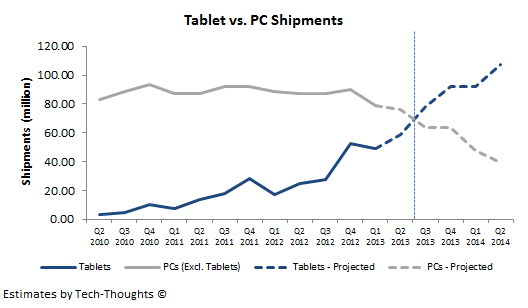 Tablet vs. PC Shipments
120.00
100.00
80.00
60.00
40.00
20.00
0.00
Shipments (million)
Q2 Q3 Q4 Q1 Q2 Q3 Q4 Q1 Q2 Q3 Q4 Q1 Q2 Q3 Q4 Q1 Q2
2010 2010 2010 2011 2011 2011 2011 2012 2012 2012 2012 2013 2013 2013 2013 2014 2014
Tablets PCs (Excl. Tablets) Tablets - Projected PCs - Projected
Estimates by Tech-Thoughts ©